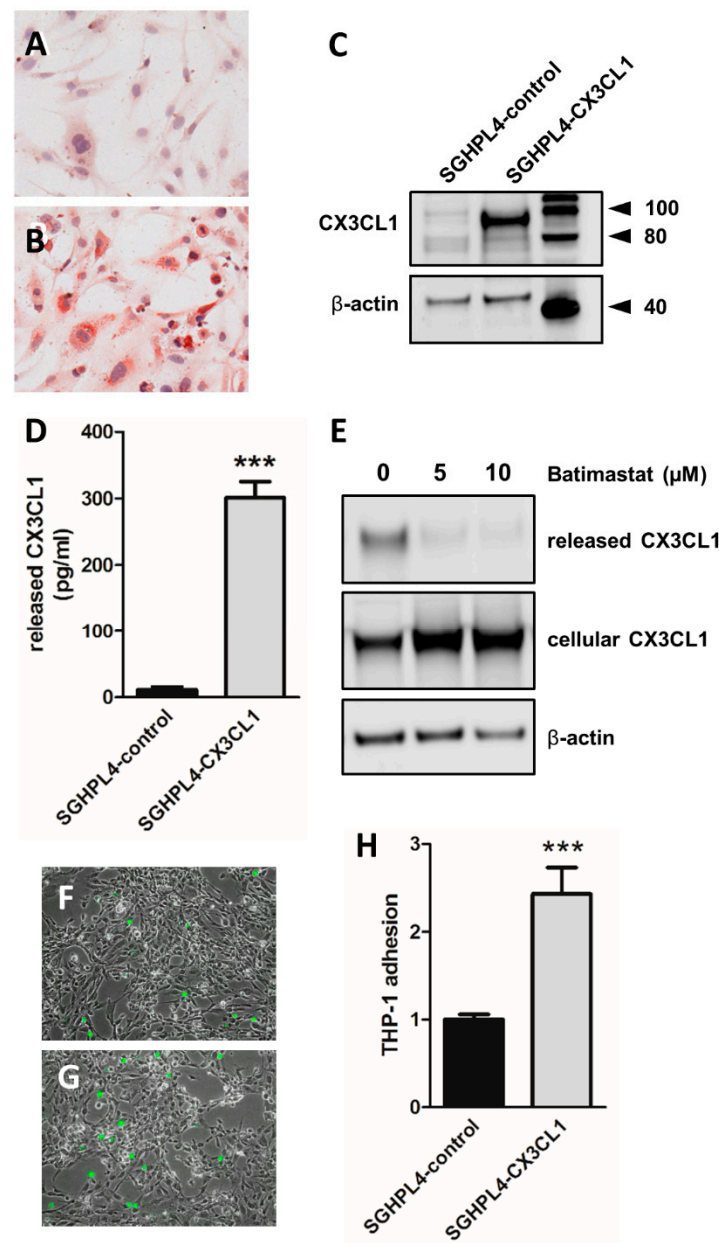 A
B
C
SGHPL4-control
SGHPL4-CX3CL1
CX3CL1
100
80
β-actin
40
D
released CX3CL1
(pg/ml)
400
300
200
100
0
***
SGHPL4-control
SGHPL4-CX3CL1
E
0 5 10 Batimastat (µM)
released CX3CL1
cellular CX3CL1
β-actin
F
G
H
THP-1 adhesion
3
2
1
0
***
SGHPL4-control
SGHPL4-CX3CL1